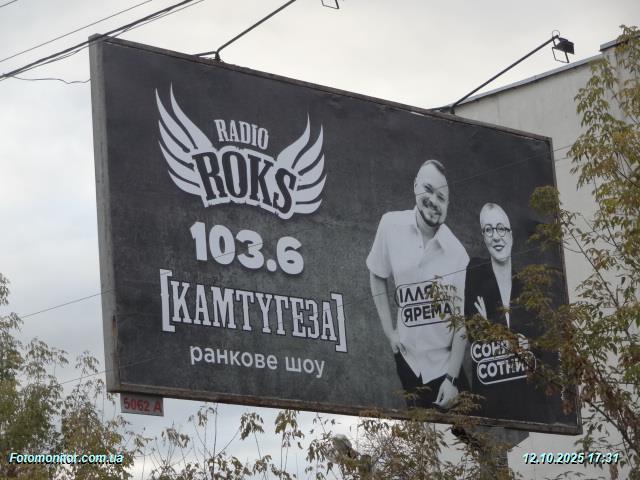 RADIO
ROKS
103.6
[КАМТУГЕЗА]
ранкове шоу
ІЛЛЯ
ЯРЕМА
СОНЯ
СОТНИК
5062 А
Fotomonitor.com.ua
12.10.2025 17:31